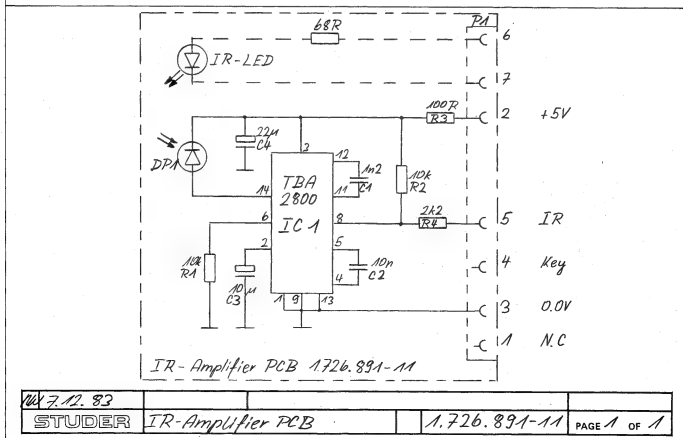 68R
P1
6
IR-LED
7
100R
R3
2 +5V
22µ
C4
3
12
1n2
C1
11
10k
R2
DP1
14
TBA
2800
IC1
8
2k2
R4
5 IR
6
2
5
10n
C2
4
4 Key
10k
R1
10µ
C3
1 9 13
3 0.0V
1 N.C
IR-Amplifier PCB 1.726.891-11
7.12.83
STUDER IR-Amplifier PCB 1.726.891-11 PAGE 1 OF 1